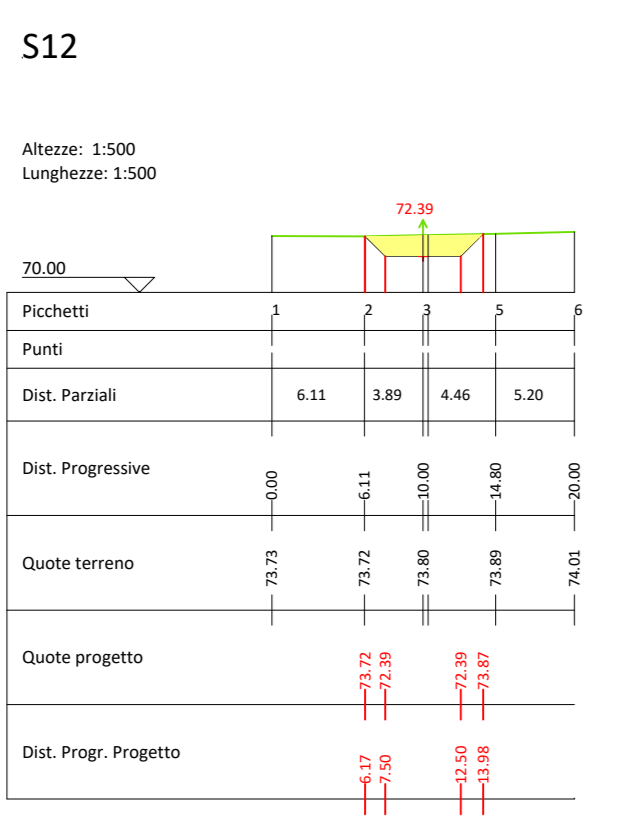 S12
Altezze: 1:500
Lunghezze: 1:500
72.39
70.00
Picchetti 1 2 3 5 6
Punti
Dist. Parziali 6.11 3.89 4.46 5.20
Dist. Progressive 0.00 6.11 10.00 14.80 20.00
Quote terreno 73.73 73.72 73.80 73.89 74.01
Quote progetto 73.72 72.39 72.39 73.87
Dist. Progr. Progetto 6.17 7.50 12.50 13.98